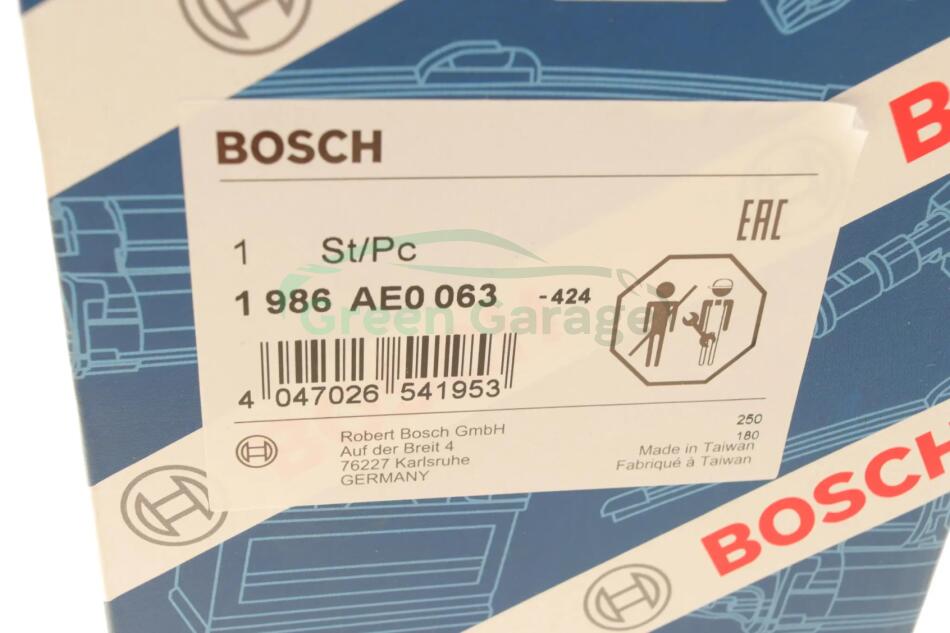 BOSCH
EAC
1 St/Pc
1 986 AE0 063 -424
Green Garage
4 047026 541953
Robert Bosch GmbH
Auf der Breit 4
76227 Karlsruhe
GERMANY
250
180
Made in Taiwan
Fabriqué à Taiwan
B
BOSCH